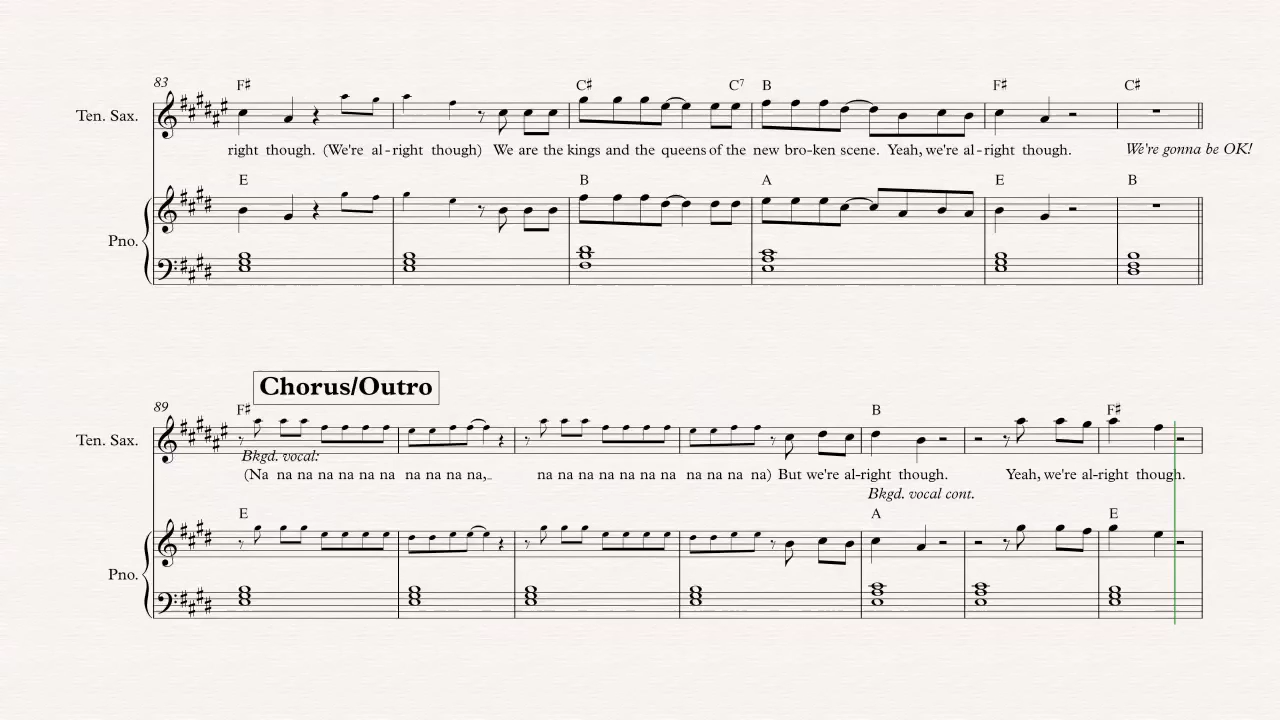 83
F♯ C♯ C7 B F♯ C♯
Ten. Sax.
right though. (We're al-right though) We are the kings and the queens of the new bro-ken scene. Yeah, we're al-right though. We're gonna be OK!
E B A E B
Pno.
Chorus/Outro
89
F♯ B F♯
Ten. Sax.
Bkgd. vocal:
(Na na na na na na na na na na na, na na na na na na na na na na na) But we're al-right though. Yeah, we're al-right though.
Bkgd. vocal cont.
E A E
Pno.